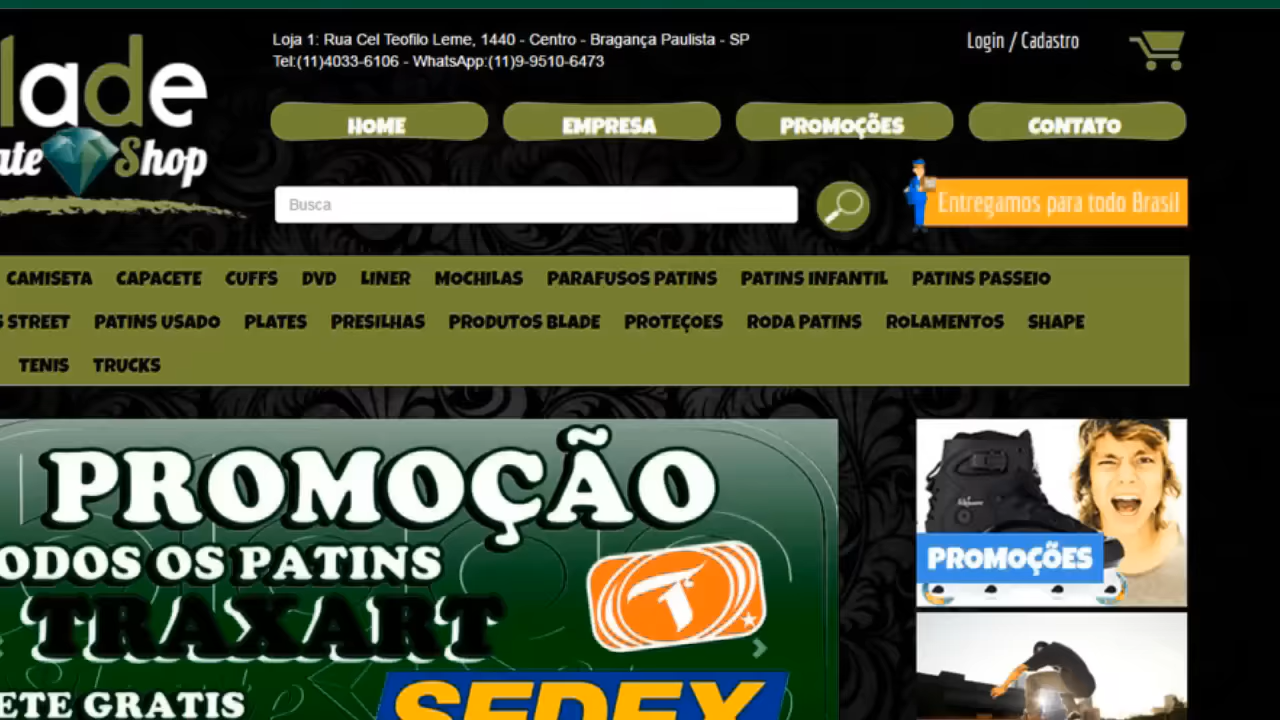 Loja 1: Rua Cel Teofilo Leme, 1440 - Centro - Bragança Paulista - SP
Tel:(11)4033-6106 - WhatsApp:(11)9-9510-6473
Login / Cadastro
lade
ate Shop
HOME EMPRESA PROMOÇÕES CONTATO
Busca
Entregamos para todo Brasil
CAMISETA CAPACETE CUFFS DVD LINER MOCHILAS PARAFUSOS PATINS PATINS INFANTIL PATINS PASSEIO
S STREET PATINS USADO PLATES PRESILHAS PRODUTOS BLADE PROTEÇOES RODA PATINS ROLAMENTOS SHAPE
TENIS TRUCKS
PROMOÇÃO
ODOS OS PATINS
TRAXART
T
ETE GRATIS
SEDEX
PROMOÇÕES